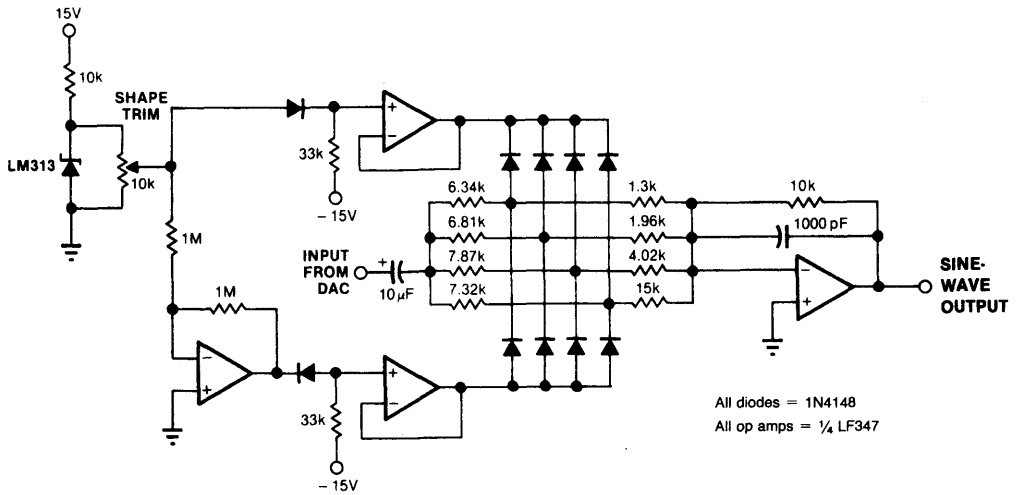 15V
10k
SHAPE
TRIM
LM313
10k
33k
− 15V
+
−
1M
1M
−
+
INPUT
FROM
DAC
+
10 µF
6.34k
6.81k
7.87k
7.32k
1.3k
1.96k
4.02k
15k
10k
1000 pF
−
+
SINE-
WAVE
OUTPUT
33k
− 15V
+
−
All diodes = 1N4148
All op amps = ¼ LF347